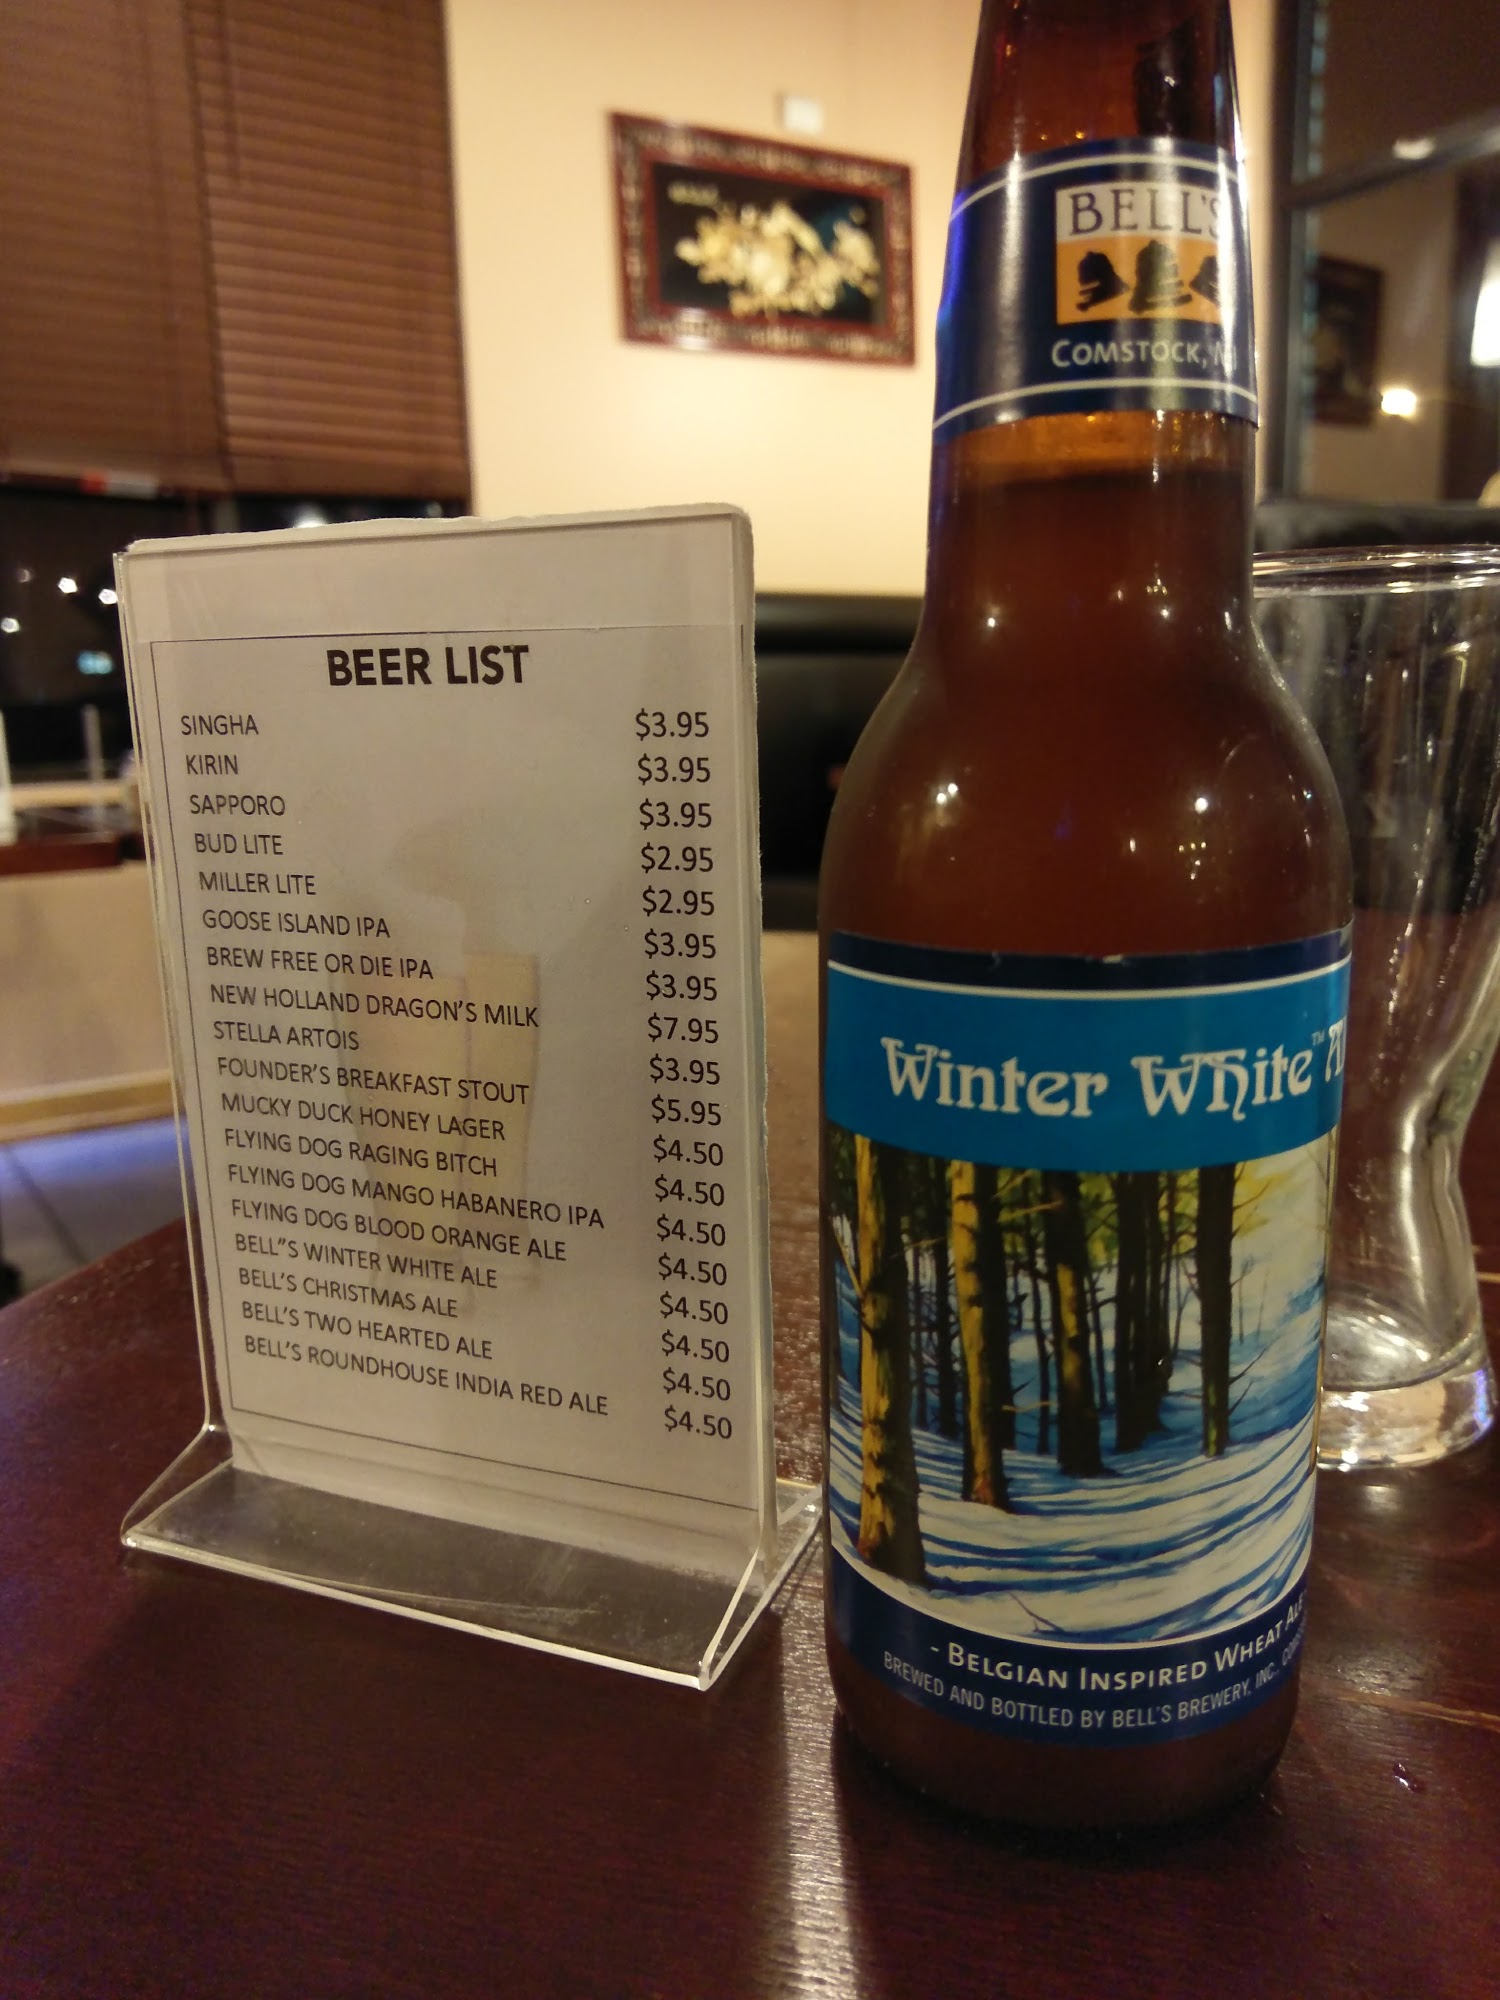 BEER LIST
SINGHA $3.95
KIRIN $3.95
SAPPORO $3.95
BUD LITE $2.95
MILLER LITE $2.95
GOOSE ISLAND IPA $3.95
BREW FREE OR DIE IPA $3.95
NEW HOLLAND DRAGON'S MILK $7.95
STELLA ARTOIS $3.95
FOUNDER'S BREAKFAST STOUT $5.95
MUCKY DUCK HONEY LAGER $4.50
FLYING DOG RAGING BITCH $4.50
FLYING DOG MANGO HABANERO IPA $4.50
FLYING DOG BLOOD ORANGE ALE $4.50
BELL"S WINTER WHITE ALE $4.50
BELL'S CHRISTMAS ALE $4.50
BELL'S TWO HEARTED ALE $4.50
BELL'S ROUNDHOUSE INDIA RED ALE $4.50
BELL'S
COMSTOCK,
Winter White™
- BELGIAN INSPIRED WHEAT ALE
BREWED AND BOTTLED BY BELL'S BREWERY, INC.,